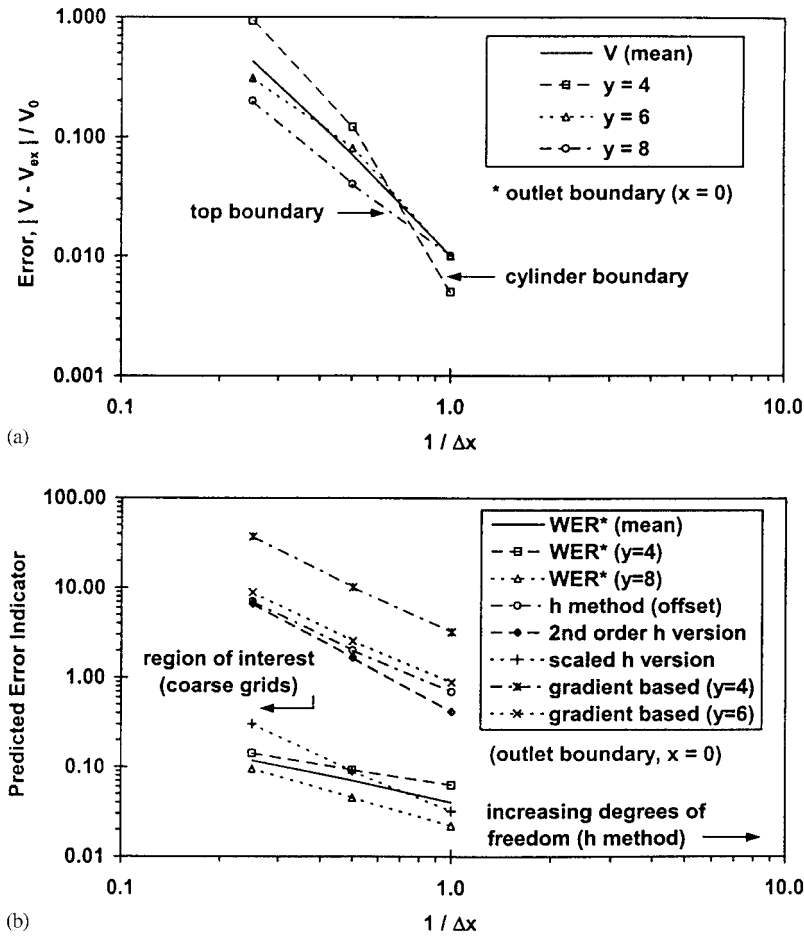 1.000
0.100
0.010
0.001
Error, | V - Vex | / V0
V (mean)
y = 4
y = 6
y = 8
* outlet boundary (x = 0)
top boundary
cylinder boundary
0.1
1.0
10.0
1 / Δx
(a)
100.00
10.00
1.00
0.10
0.01
Predicted Error Indicator
WER* (mean)
WER* (y=4)
WER* (y=8)
h method (offset)
2nd order h version
scaled h version
gradient based (y=4)
gradient based (y=6)
region of interest
(coarse grids)
(outlet boundary, x = 0)
increasing degrees of
freedom (h method)
0.1
1.0
10.0
1 / Δx
(b)